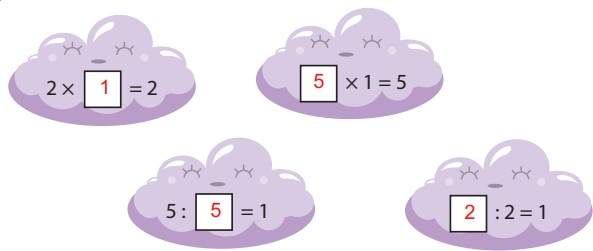 2 × 1 = 2
5 × 1 = 5
5 : 5 = 1
2 : 2 = 1